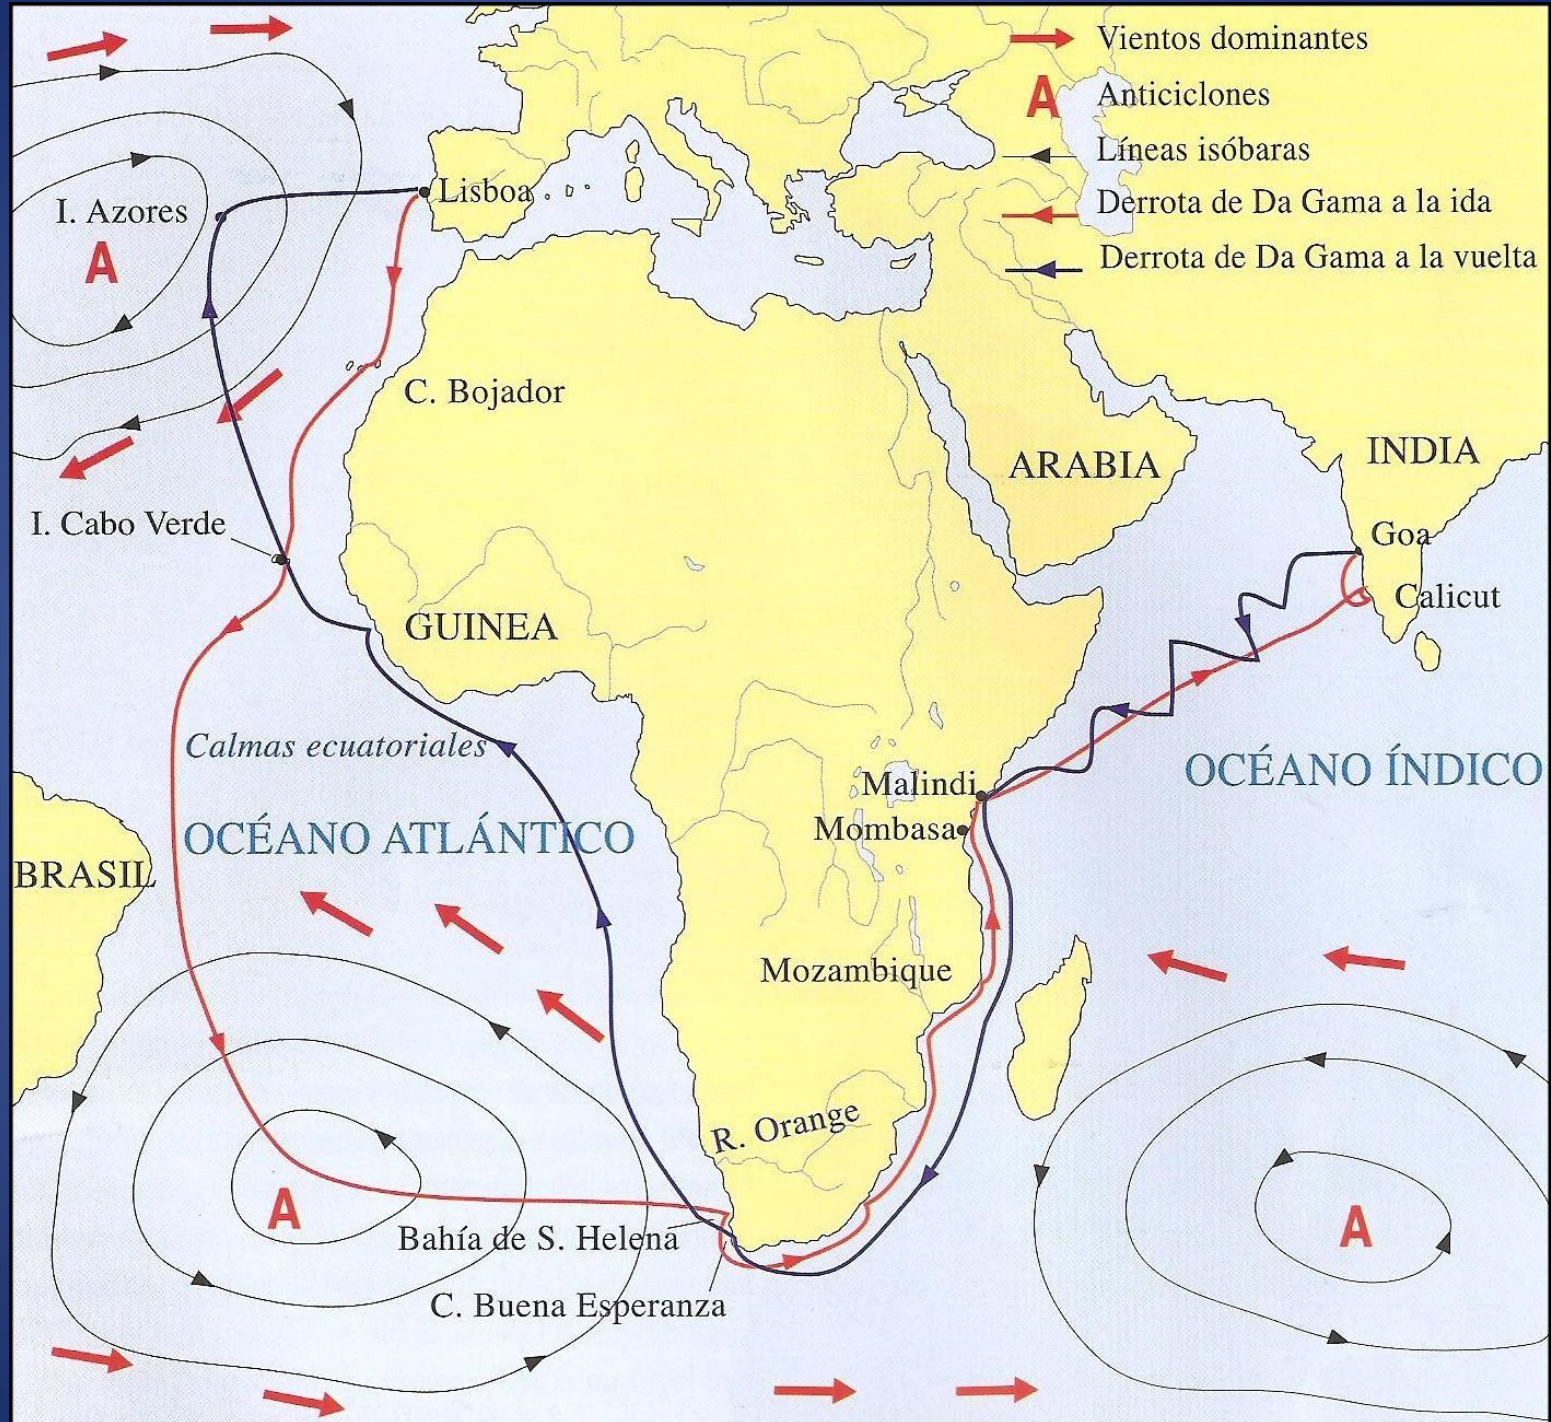 Vientos dominantes
A Anticiclones
Líneas isóbaras
Derrota de Da Gama a la ida
Derrota de Da Gama a la vuelta
Lisboa
I. Azores
A
C. Bojador
ARABIA
INDIA
I. Cabo Verde
Goa
Calicut
GUINEA
Calmas ecuatoriales
OCÉANO ÍNDICO
Malindi
Mombasa
OCÉANO ATLÁNTICO
BRASIL
Mozambique
R. Orange
A
A
Bahía de S. Helena
C. Buena Esperanza